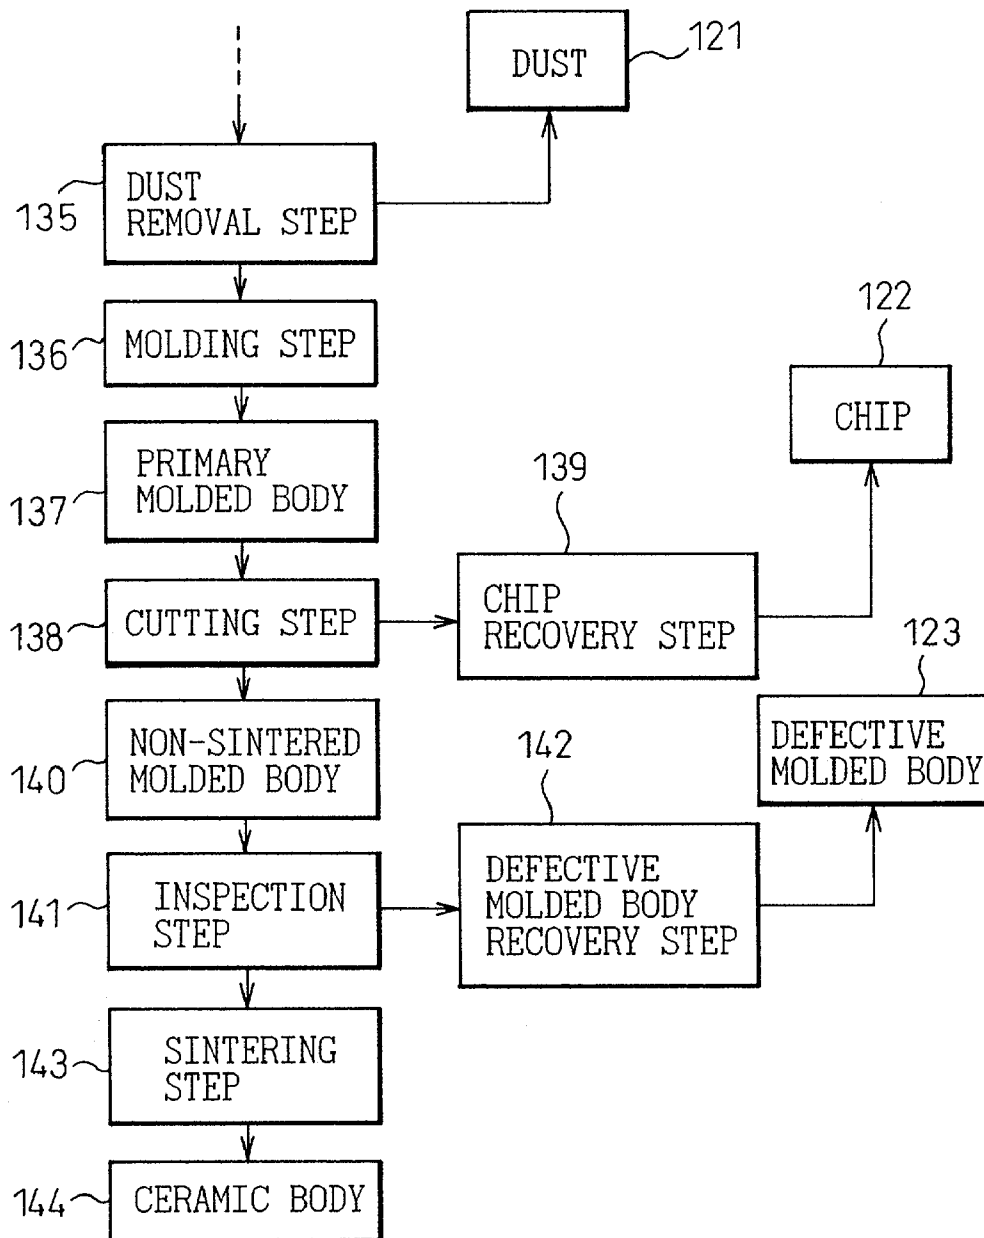 DUST
121
DUST
REMOVAL STEP
135
MOLDING STEP
136
122
CHIP
PRIMARY
MOLDED BODY
137
139
CUTTING STEP
138
CHIP
RECOVERY STEP
123
DEFECTIVE
MOLDED BODY
NON-SINTERED
MOLDED BODY
140
142
INSPECTION
STEP
141
DEFECTIVE
MOLDED BODY
RECOVERY STEP
SINTERING
STEP
143
CERAMIC BODY
144